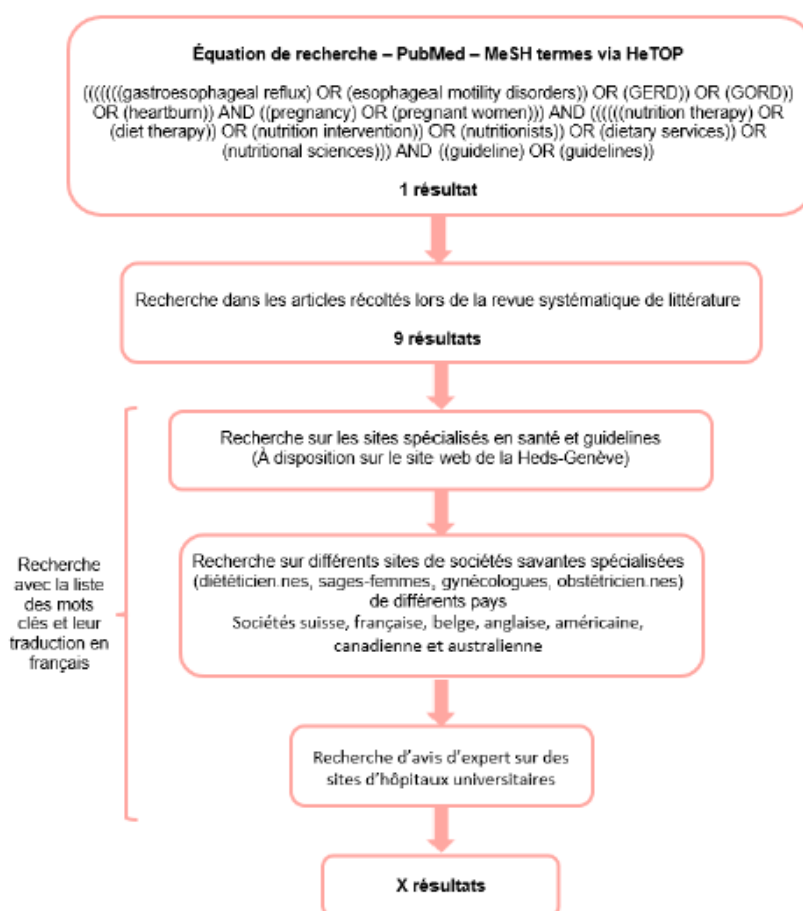 Équation de recherche – PubMed – MeSH termes via HeTOP
(((((((gastroesophageal reflux) OR (esophageal motility disorders)) OR (GERD)) OR (GORD))
OR (heartburn)) AND ((pregnancy) OR (pregnant women))) AND ((((((nutrition therapy) OR
(diet therapy)) OR (nutrition intervention)) OR (nutritionists)) OR (dietary services)) OR
(nutritional sciences))) AND ((guideline) OR (guidelines))
1 résultat
Recherche dans les articles récoltés lors de la revue systématique de littérature
9 résultats
Recherche sur les sites spécialisés en santé et guidelines
(À disposition sur le site web de la Heds-Genève)
Recherche sur différents sites de sociétés savantes spécialisées
(diététicien.nes, sages-femmes, gynécologues, obstétricien.nes)
de différents pays
Sociétés suisse, française, belge, anglaise, américaine,
canadienne et australienne
Recherche
avec la liste
des mots
clés et leur
traduction en
français
Recherche d'avis d'expert sur des
sites d'hôpitaux universitaires
X résultats